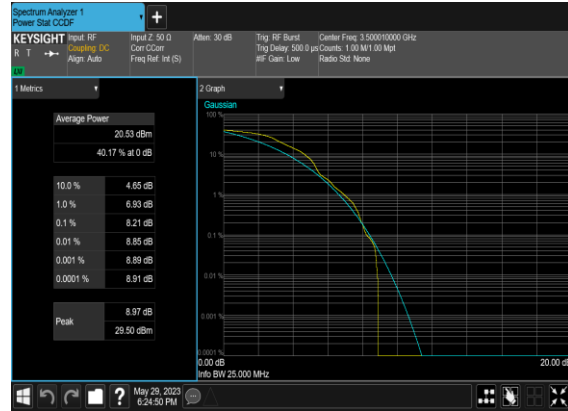 Spectrum Analyzer 1
Power Stat CCDF
KEYSIGHT Input: RF Input Z: 50 Ω Atten: 30 dB Trig: RF Burst Center Freq: 3.500010000 GHz
R T Coupling: DC Corr CCorr Trig Delay: 500.0 µs Counts: 1.00 M/1.00 Mpt
Align: Auto Freq Ref: Int (S) #IF Gain: Low Radio Std: None
1 Metrics
2 Graph
Average Power
20.53 dBm
40.17 % at 0 dB
10.0 % 4.65 dB
1.0 % 6.93 dB
0.1 % 8.21 dB
0.01 % 8.85 dB
0.001 % 8.89 dB
0.0001 % 8.91 dB
Peak 8.97 dB
29.50 dBm
Gaussian
100 %
10 %
1 %
0.1 %
0.01 %
0.001 %
0.0001 %
0.00 dB 20.00 dB
Info BW 25.000 MHz
? May 29, 2023
6:24:50 PM